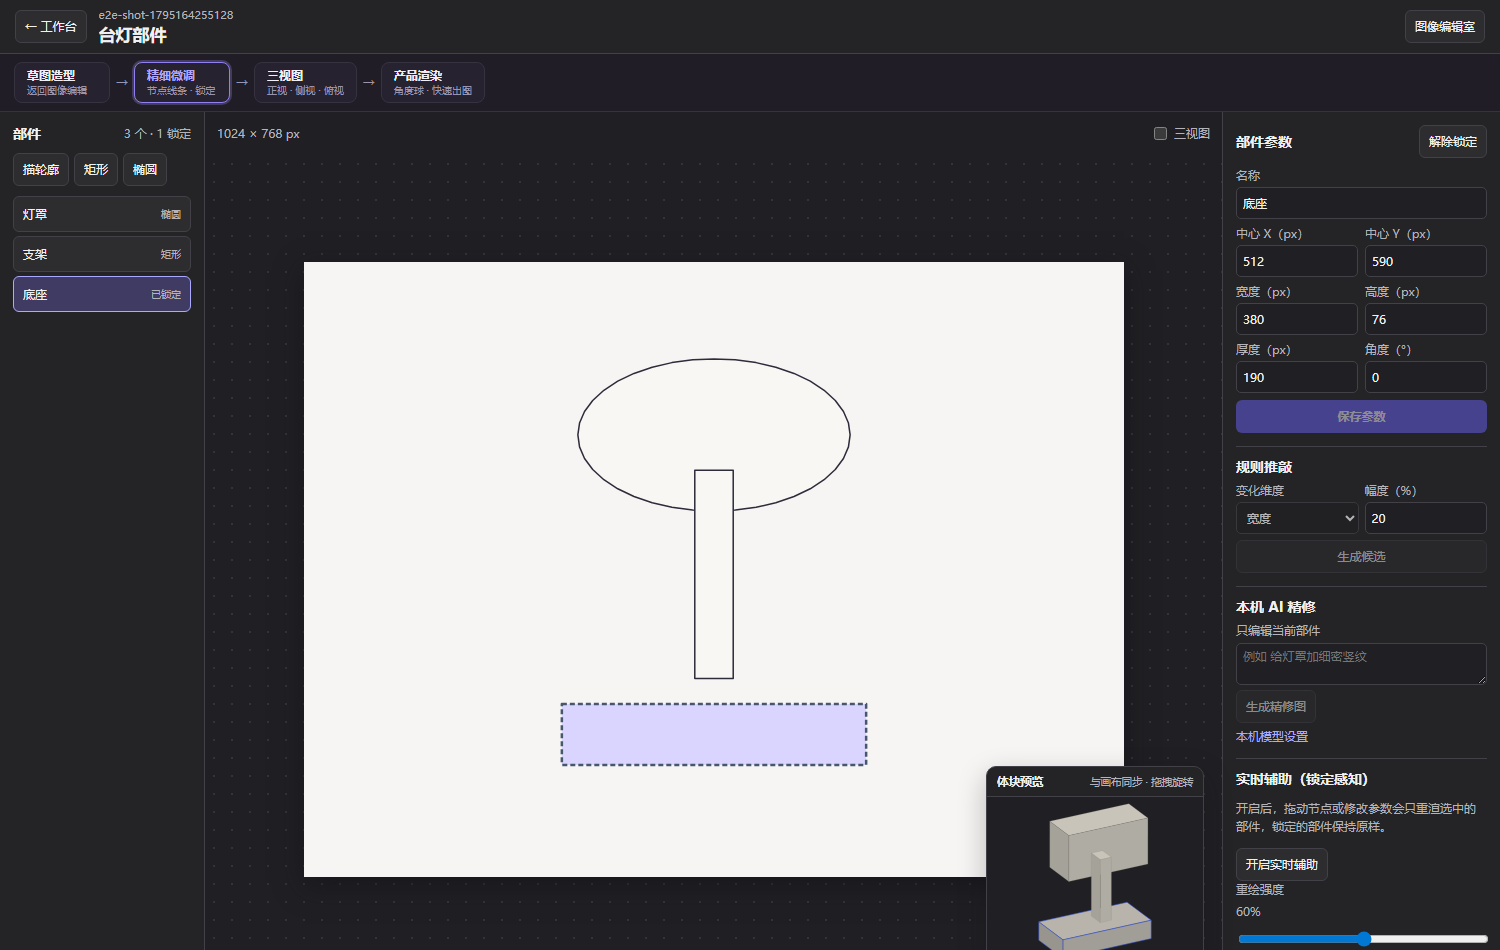 ← 工作台
e2e-shot-1795164255128
台灯部件
图像编辑室
草图造型
返回图像编辑
→
精细微调
节点线条 · 锁定
→
三视图
正视 · 侧视 · 俯视
→
产品渲染
角度球 · 快速出图
部件
3 个 · 1 锁定
描轮廓
矩形
椭圆
灯罩
椭圆
支架
矩形
底座
已锁定
1024 × 768 px
三视图
体块预览
与画布同步 · 拖拽旋转
部件参数
解除锁定
名称
底座
中心 X（px）
中心 Y（px）
512
590
宽度（px）
高度（px）
380
76
厚度（px）
角度（°）
190
0
保存参数
规则推敲
变化维度
幅度（%）
宽度
20
生成候选
本机 AI 精修
只编辑当前部件
例如 给灯罩加细密竖纹
生成精修图
本机模型设置
实时辅助（锁定感知）
开启后，拖动节点或修改参数会只重渲选中的
部件，锁定的部件保持原样。
开启实时辅助
重绘强度
60%